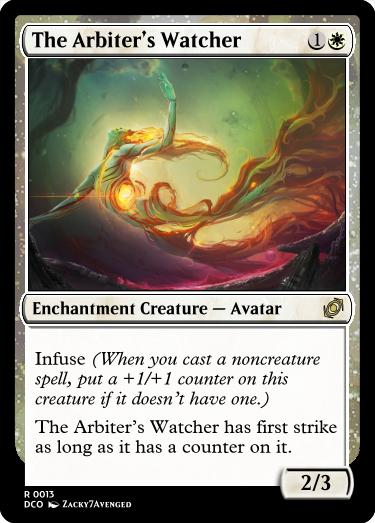 The Arbiter's Watcher 1
Enchantment Creature — Avatar
Infuse (When you cast a noncreature
spell, put a +1/+1 counter on this
creature if it doesn't have one.)
The Arbiter's Watcher has first strike
as long as it has a counter on it.
2/3
R 0013
DCO Zacky7Avenged